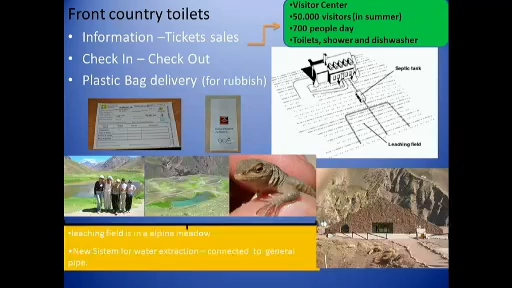 Front country toilets
• Information –Tickets sales
• Check In – Check Out
• Plastic Bag delivery (for rubbish)
•Visitor Center
•50.000 visitors (in summer)
•700 people day
•Toilets, shower and dishwasher
Septic tank
Leaching field
•leaching field is in a alpine meadow
•New Sistem for water extraction – connected to general
pipe.